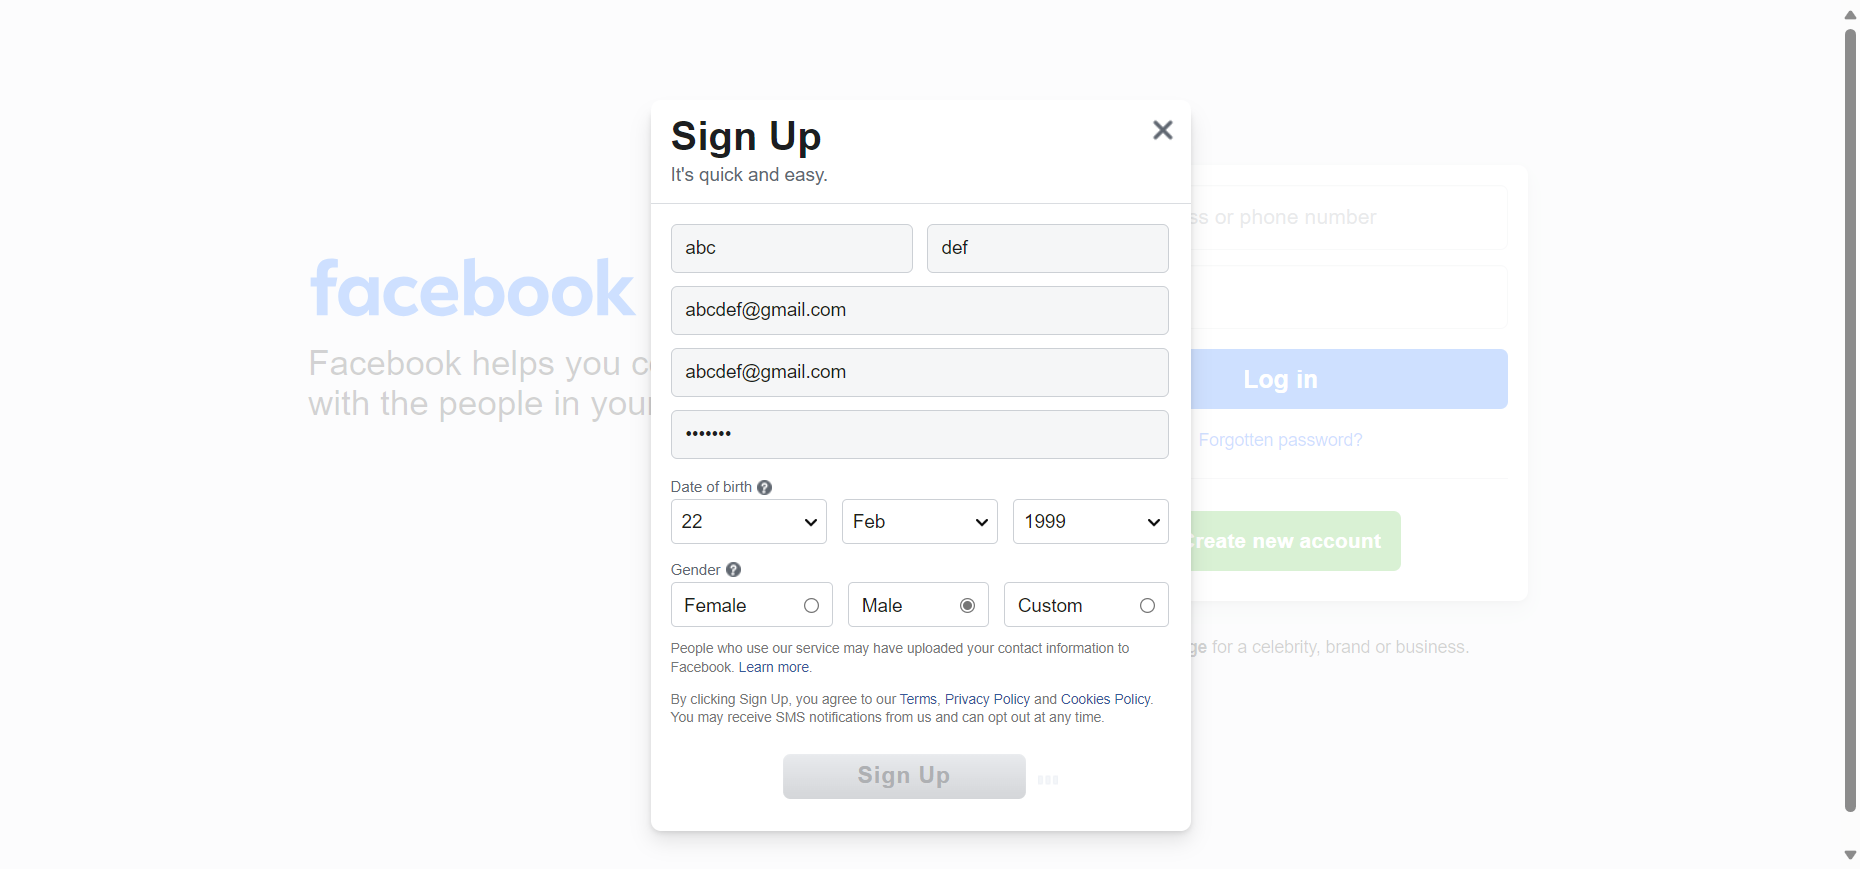 Sign Up
It's quick and easy.
abc def
abcdef@gmail.com
abcdef@gmail.com
•••••••
Date of birth ?
22 Feb 1999
Gender ?
Female Male Custom
People who use our service may have uploaded your contact information to
Facebook. Learn more.
By clicking Sign Up, you agree to our Terms, Privacy Policy and Cookies Policy.
You may receive SMS notifications from us and can opt out at any time.
Sign Up
facebook
Facebook helps you
with the people in your
or phone number
Log in
Forgotten password?
Create new account
for a celebrity, brand or business.